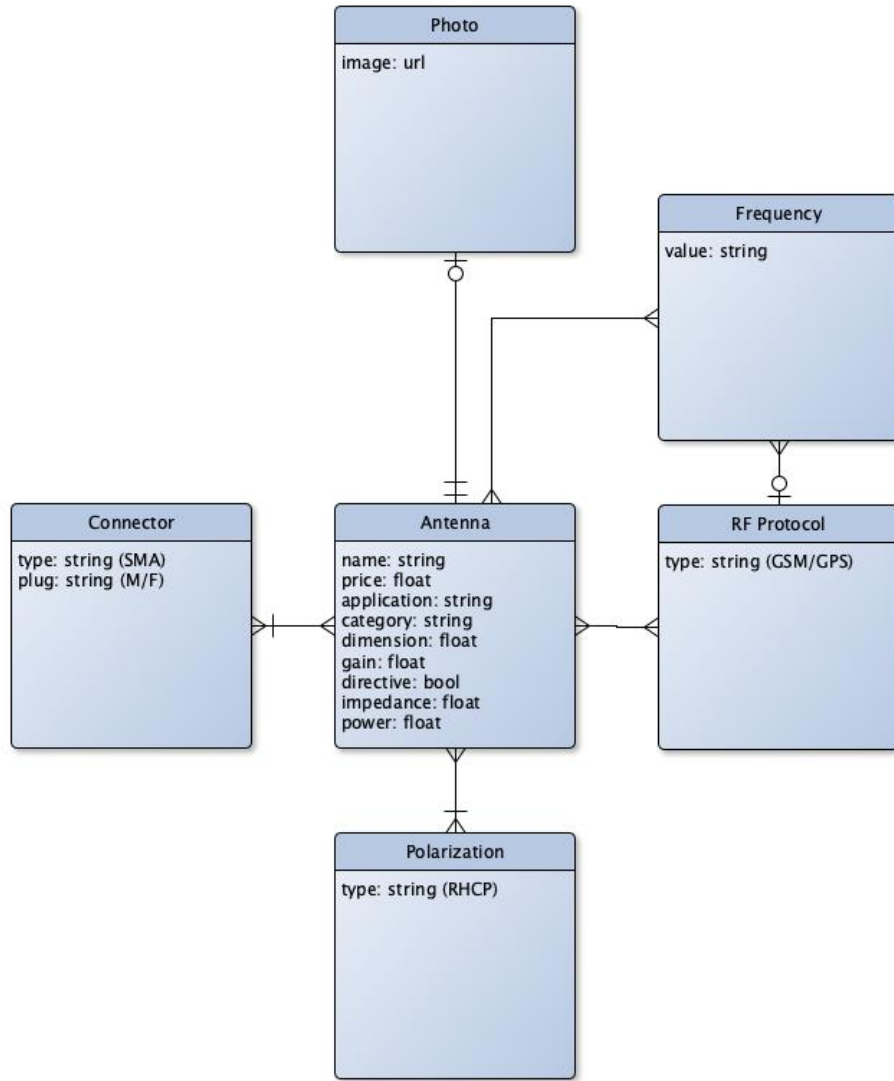 Photo
image: url
Frequency
value: string
Connector
type: string (SMA)
plug: string (M/F)
Antenna
name: string
price: float
application: string
category: string
dimension: float
gain: float
directive: bool
impedance: float
power: float
RF Protocol
type: string (GSM/GPS)
Polarization
type: string (RHCP)